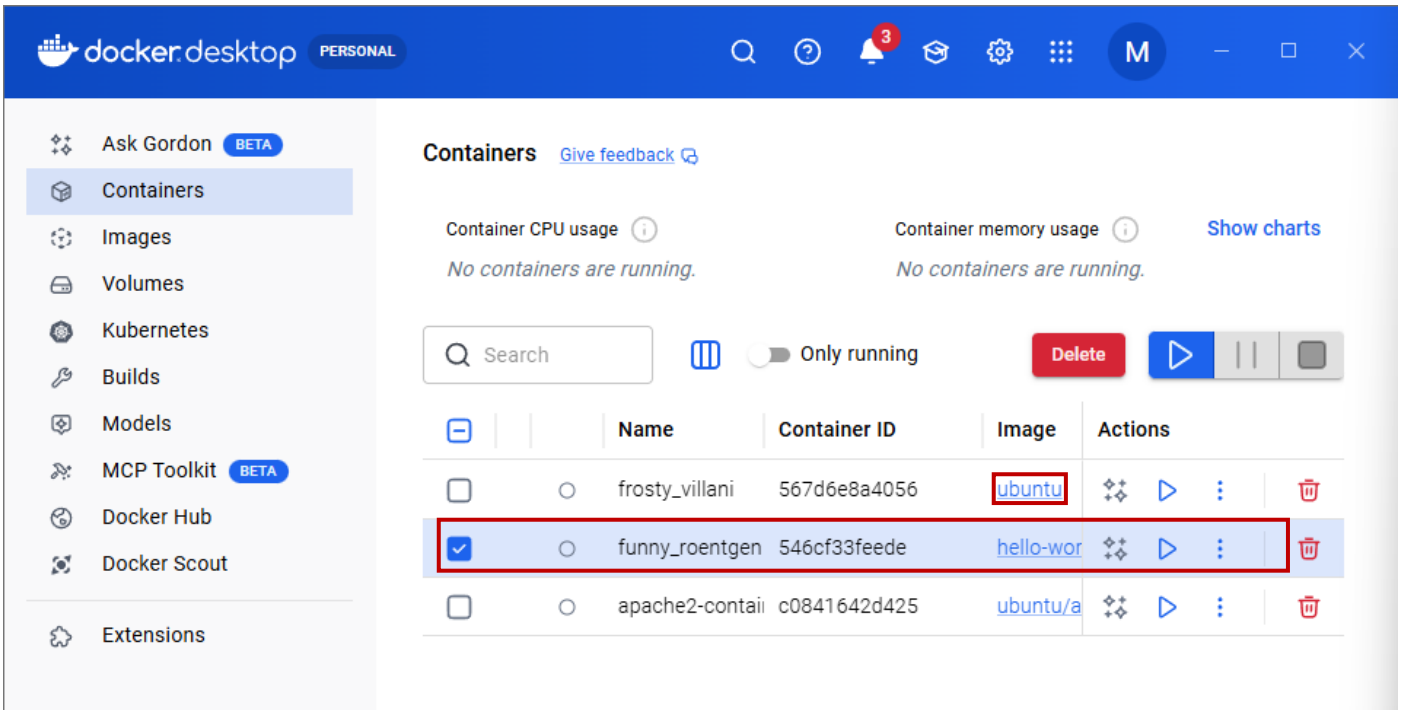 docker.desktop PERSONAL 3 M
Ask Gordon BETA
Containers
Images
Volumes
Kubernetes
Builds
Models
MCP Toolkit BETA
Docker Hub
Docker Scout
Extensions
Containers Give feedback
Container CPU usage Container memory usage Show charts
No containers are running. No containers are running.
Search Only running Delete
Name Container ID Image Actions
frosty_villani 567d6e8a4056 ubuntu
funny_roentgen 546cf33feede hello-wor
apache2-contai c0841642d425 ubuntu/a